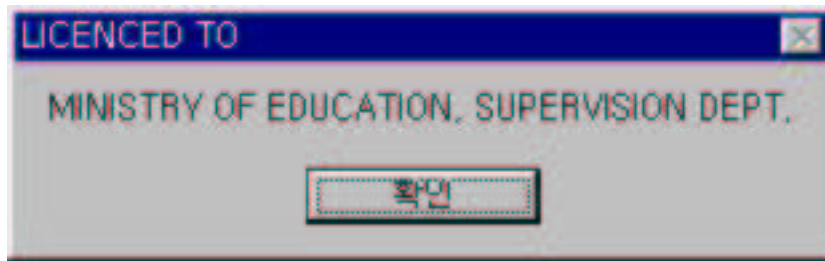 LICENCED TO
MINISTRY OF EDUCATION, SUPERVISION DEPT.
확인